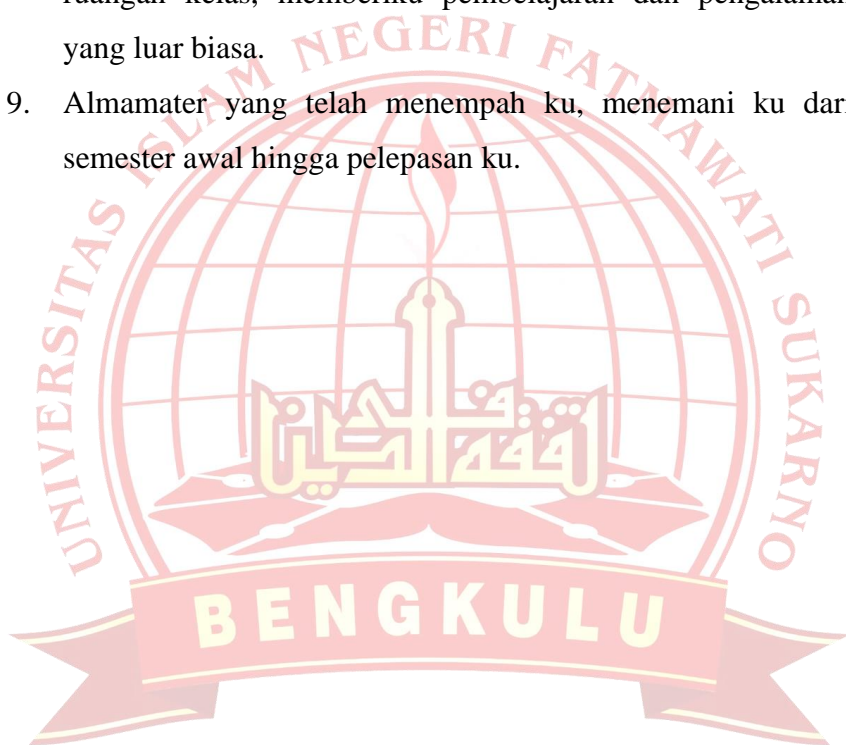 ruangan kelas, memberiku pembelajaran dan pengalaman
yang luar biasa.
9. Almamater yang telah menempah ku, menemani ku dari
semester awal hingga pelepasan ku.
UNIVERSITAS ISLAM NEGERI FATMAWATI SUKARNO
BENGKULU